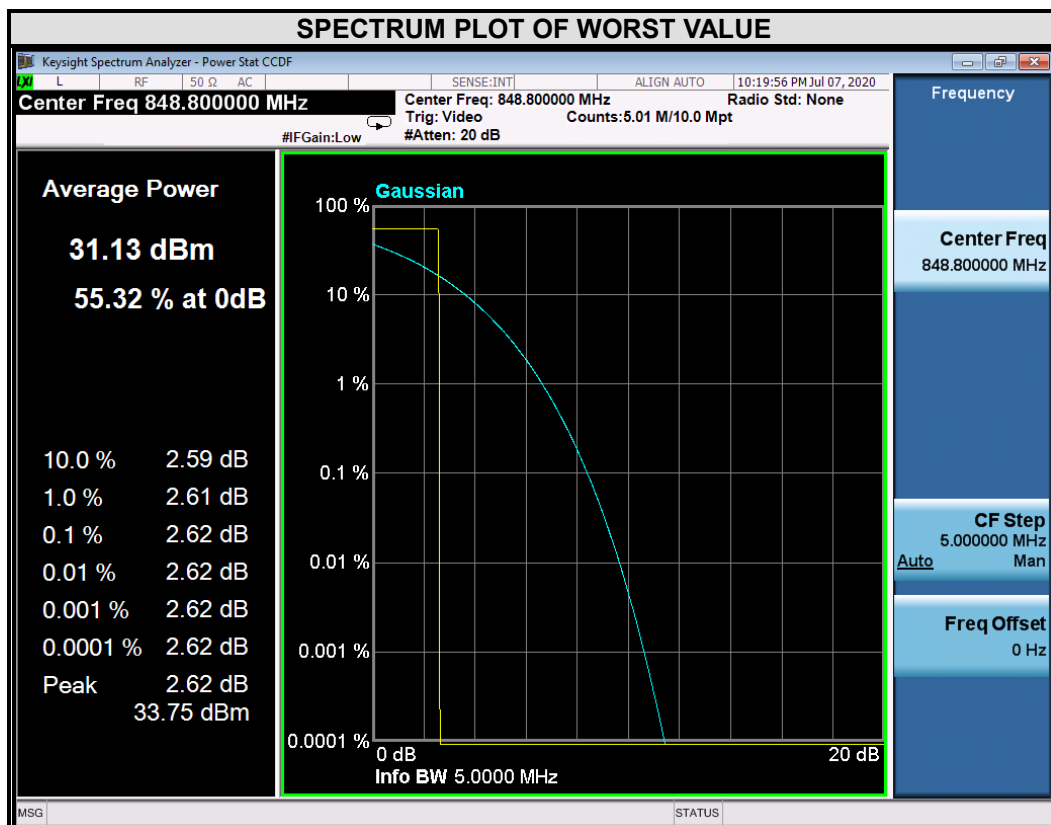 SPECTRUM PLOT OF WORST VALUE
Keysight Spectrum Analyzer - Power Stat CCDF
LXI L RF 50 Ω AC SENSE:INT ALIGN AUTO 10:19:56 PM Jul 07, 2020
Center Freq 848.800000 MHz
Center Freq: 848.800000 MHz Radio Std: None
Trig: Video Counts:5.01 M/10.0 Mpt
#IFGain:Low #Atten: 20 dB
Average Power
31.13 dBm
55.32 % at 0dB
10.0 % 2.59 dB
1.0 % 2.61 dB
0.1 % 2.62 dB
0.01 % 2.62 dB
0.001 % 2.62 dB
0.0001 % 2.62 dB
Peak 2.62 dB
33.75 dBm
Gaussian
100 %
10 %
1 %
0.1 %
0.01 %
0.001 %
0.0001 %
0 dB 20 dB
Info BW 5.0000 MHz
Frequency
Center Freq
848.800000 MHz
CF Step
5.000000 MHz
Auto Man
Freq Offset
0 Hz
MSG STATUS